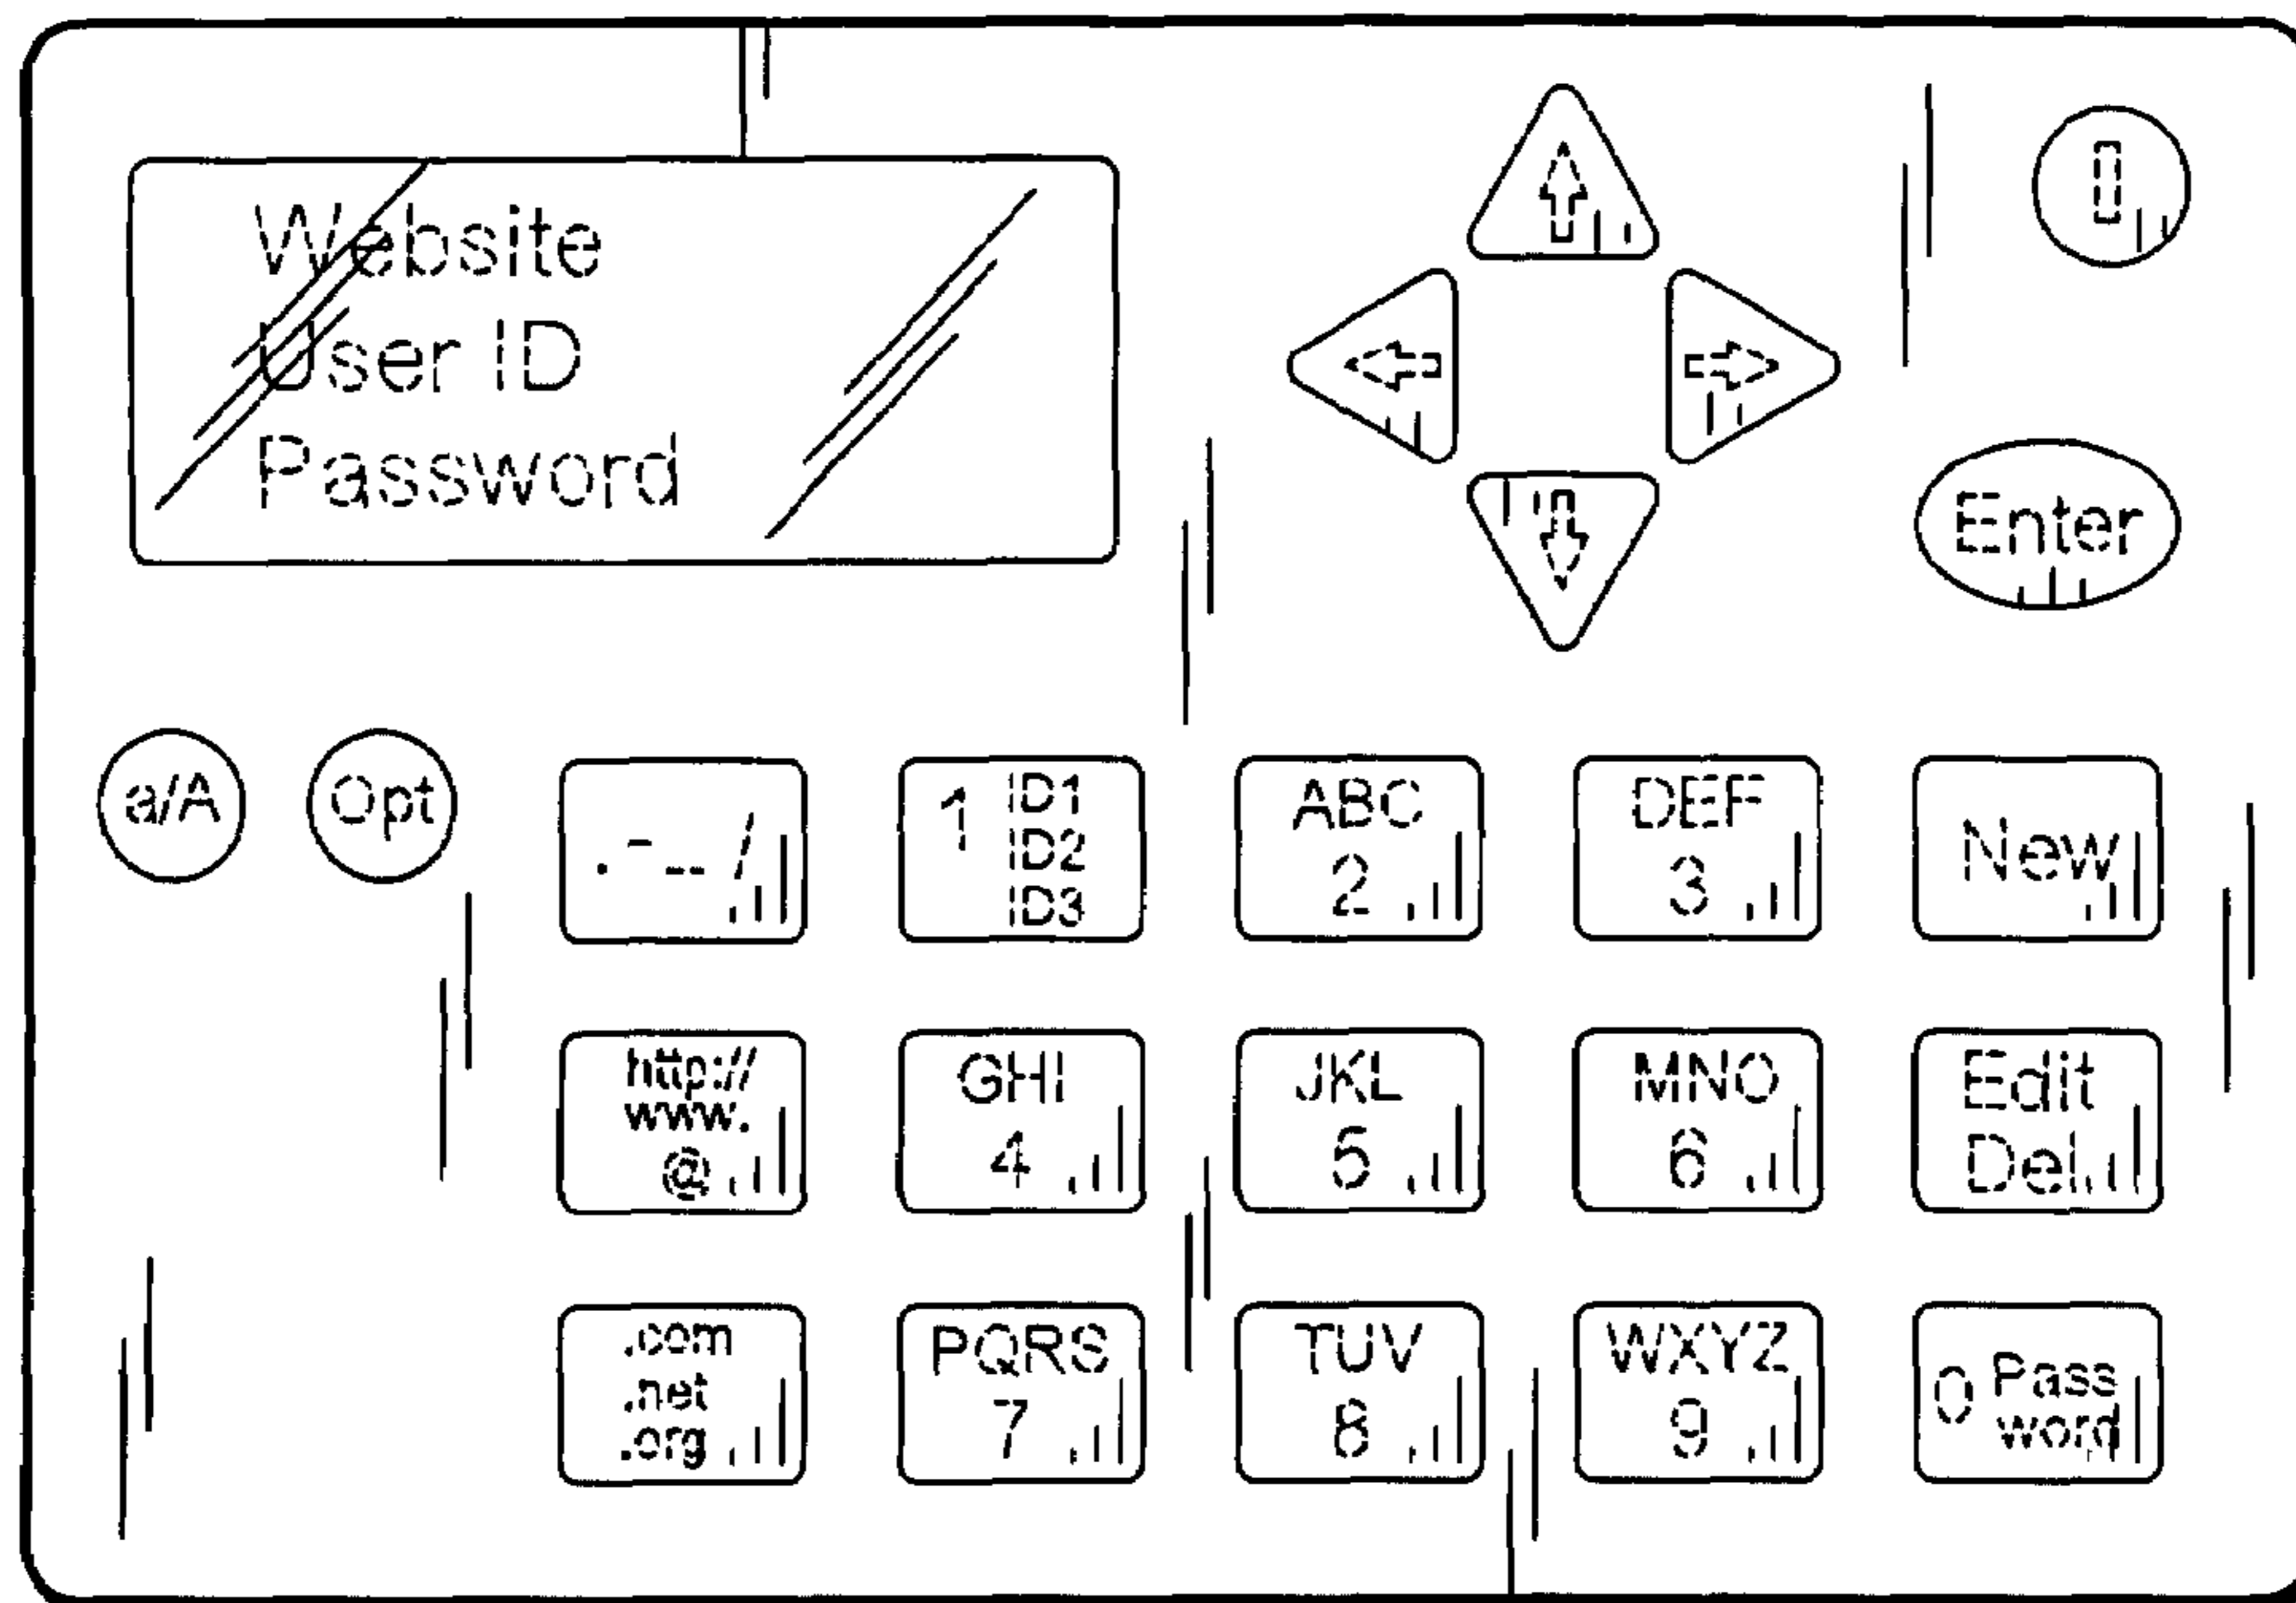 Website
User ID
Password
Enter
a/A
Opt
. - _ /
1 ID1
ID2
ID3
ABC
2
DEF
3
New
http://
www.
@
GHI
4
JKL
5
MNO
6
Edit
Del
.com
.net
.org
PQRS
7
TUV
8
WXYZ
9
0 Pass
word